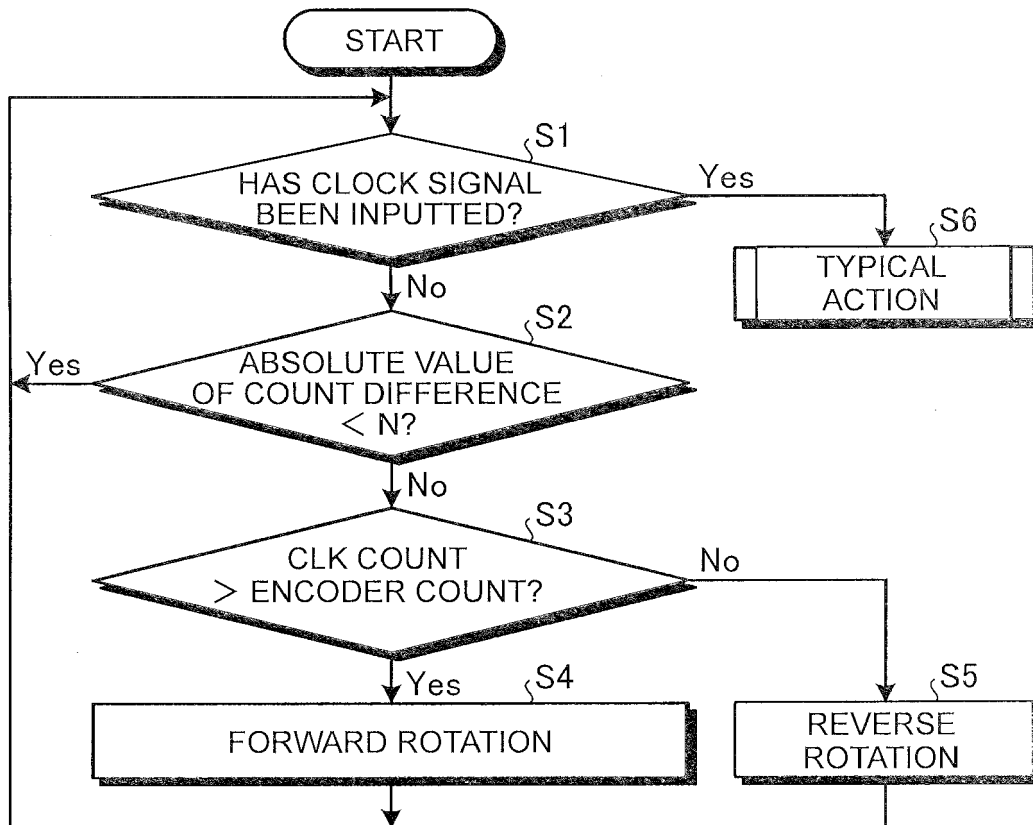 START
S1
HAS CLOCK SIGNAL
BEEN INPUTTED?
Yes
S6
TYPICAL
ACTION
No
S2
Yes
ABSOLUTE VALUE
OF COUNT DIFFERENCE
< N?
No
S3
CLK COUNT
> ENCODER COUNT?
No
Yes
S4
FORWARD ROTATION
S5
REVERSE
ROTATION